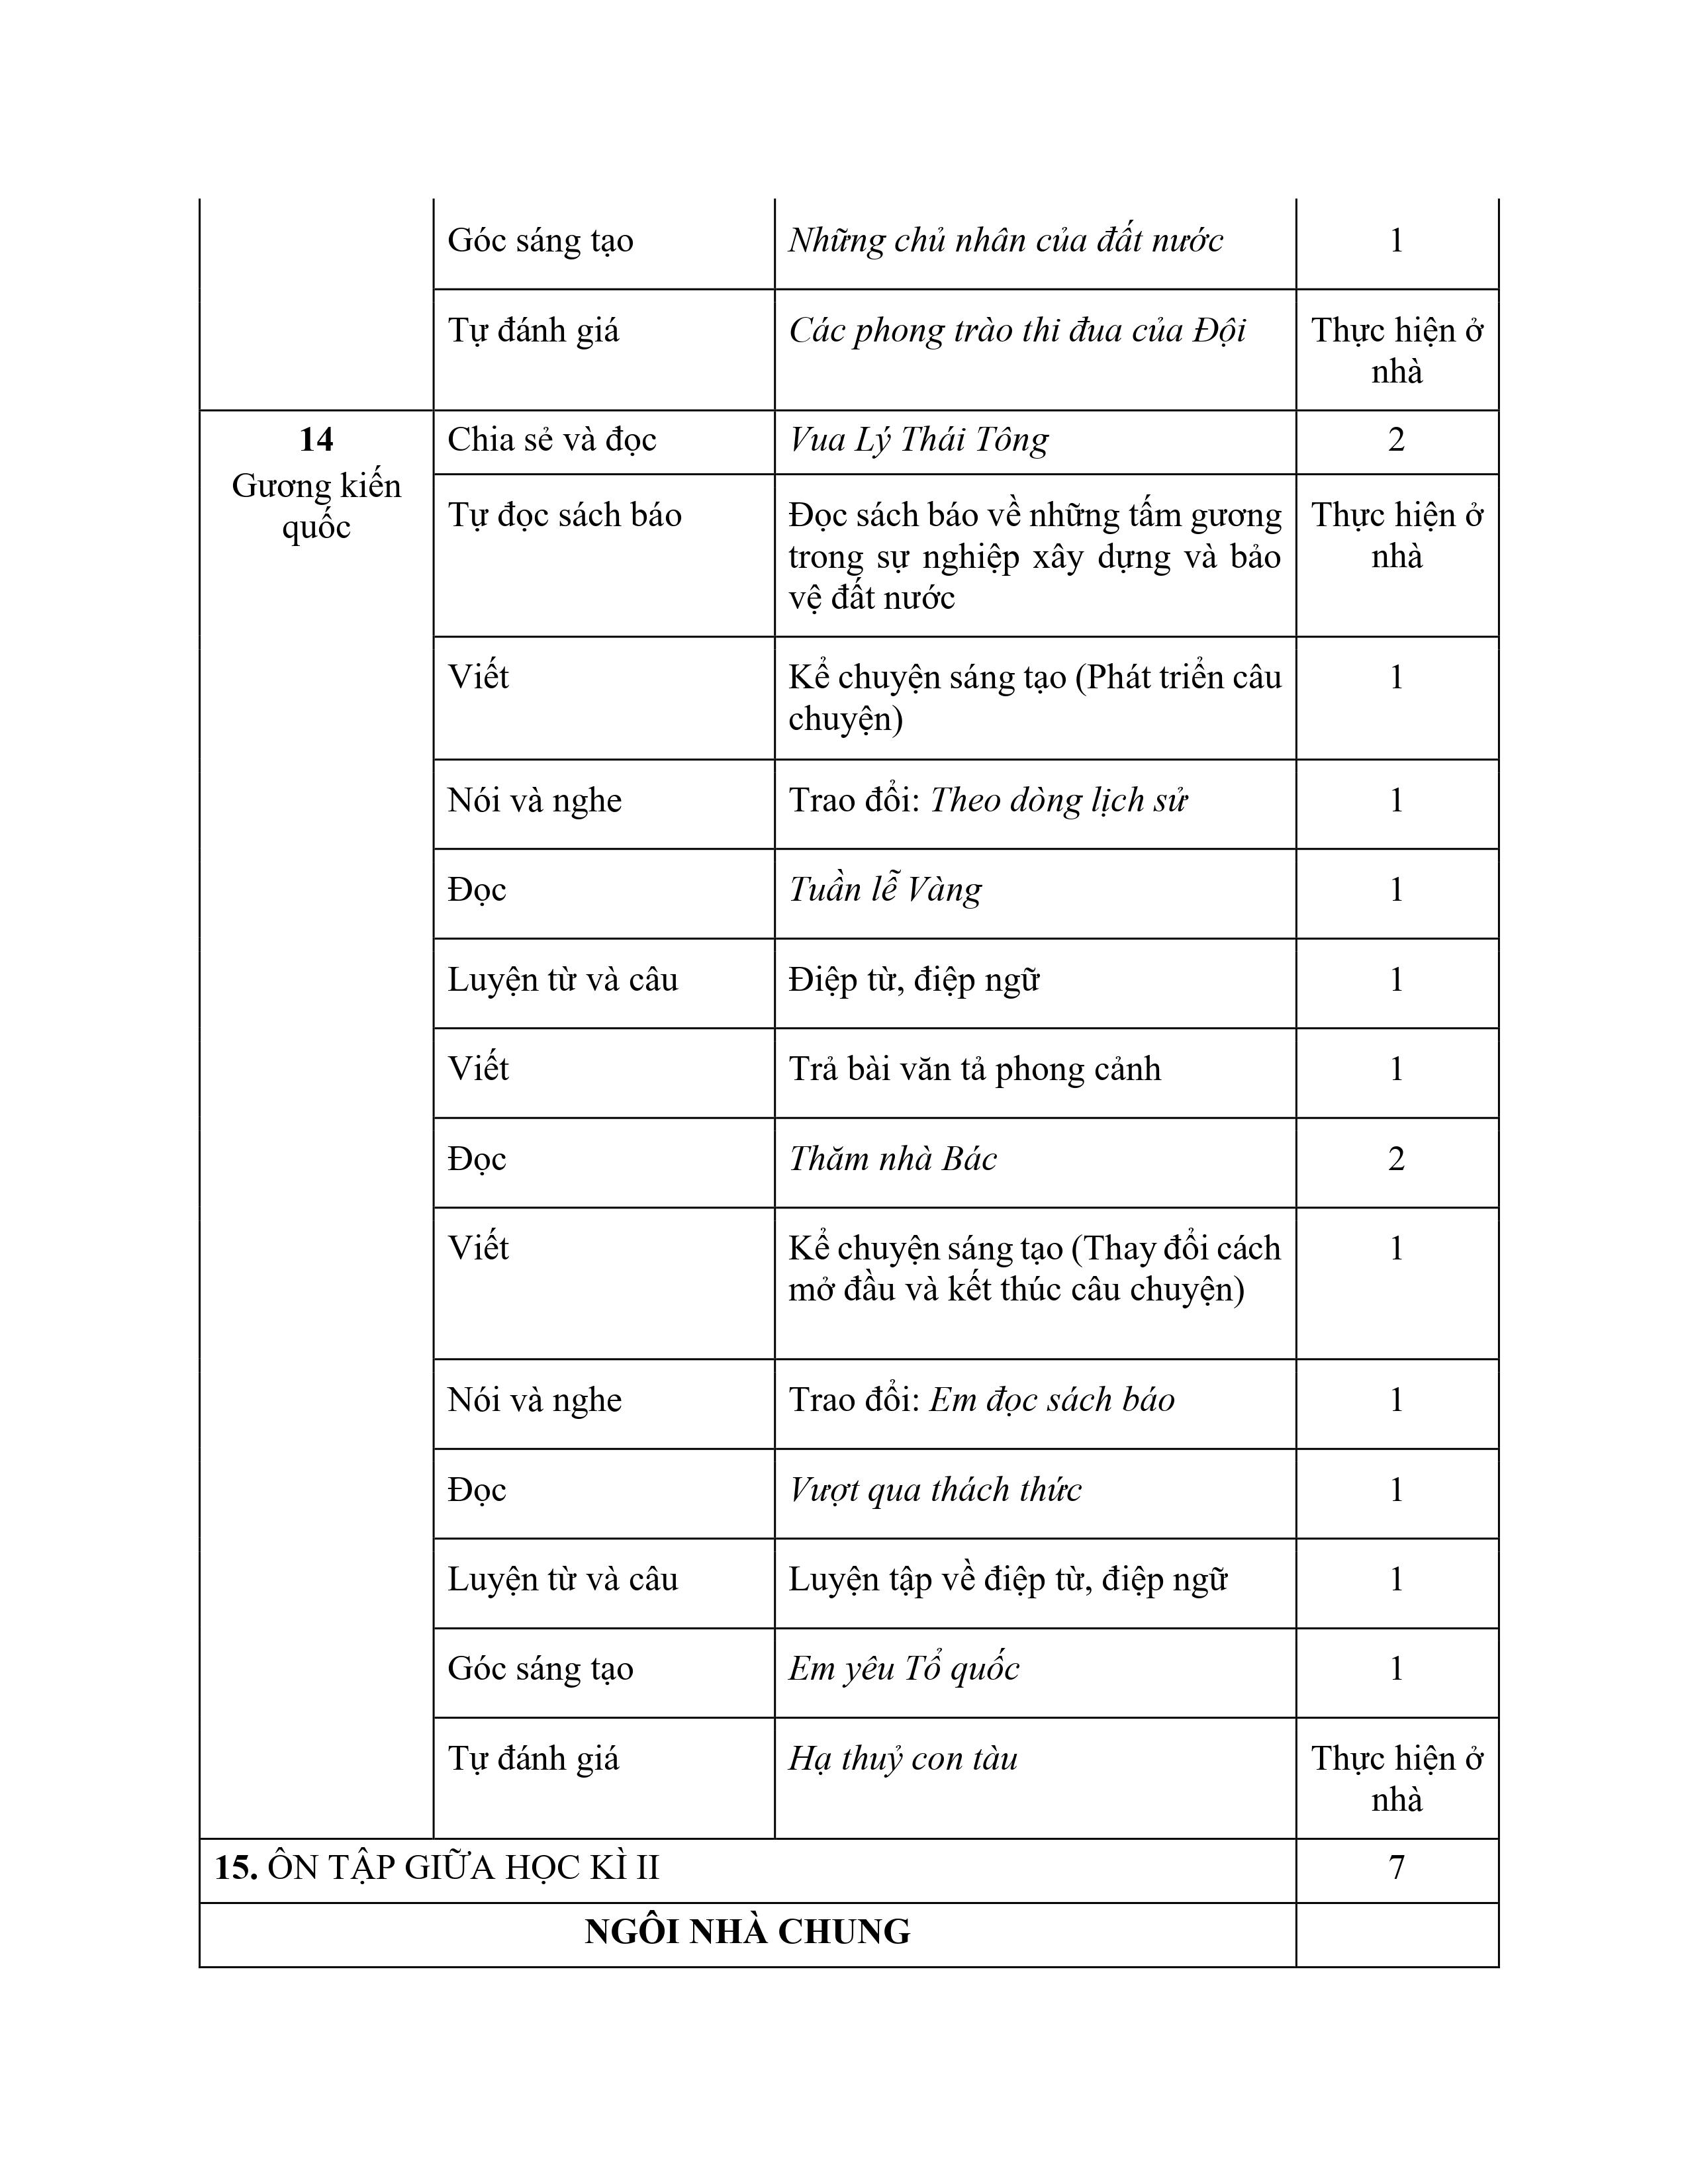 Góc sáng tạo Những chủ nhân của đất nước 1
Tự đánh giá Các phong trào thi đua của Đội Thực hiện ở
nhà
14 Chia sẻ và đọc Vua Lý Thái Tông 2
Gương kiến
quốc
Tự đọc sách báo Đọc sách báo về những tấm gương Thực hiện ở
trong sự nghiệp xây dựng và bảo nhà
vệ đất nước
Viết Kể chuyện sáng tạo (Phát triển câu 1
chuyện)
Nói và nghe Trao đổi: Theo dòng lịch sử 1
Đọc Tuần lễ Vàng 1
Luyện từ và câu Điệp từ, điệp ngữ 1
Viết Trả bài văn tả phong cảnh 1
Đọc Thăm nhà Bác 2
Viết Kể chuyện sáng tạo (Thay đổi cách 1
mở đầu và kết thúc câu chuyện)
Nói và nghe Trao đổi: Em đọc sách báo 1
Đọc Vượt qua thách thức 1
Luyện từ và câu Luyện tập về điệp từ, điệp ngữ 1
Góc sáng tạo Em yêu Tổ quốc 1
Tự đánh giá Hạ thuỷ con tàu Thực hiện ở
nhà
15. ÔN TẬP GIỮA HỌC KÌ II 7
NGÔI NHÀ CHUNG